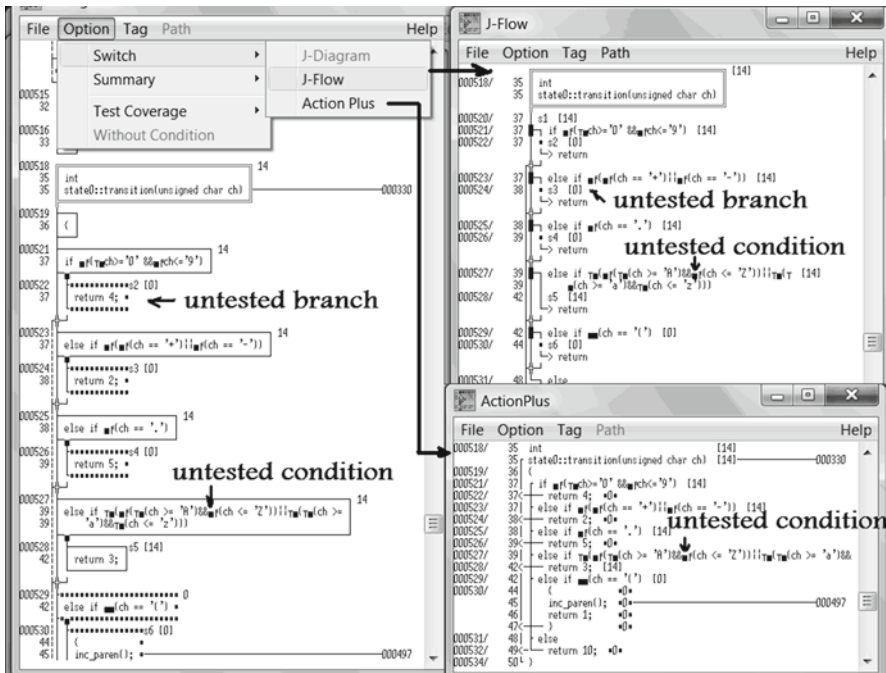 File Option Tag Path Help
Switch
Summary
Test Coverage
Without Condition
J-Diagram
J-Flow
Action Plus
000515
32
000516
33
000518 14
35 int
35 state0::transition(unsigned char ch) 000330
000519
36 {
000521 14
37 if ■f(T■ch>='0' &&■fch<='9')
000522 s2 [0]
37 return 4;
untested branch
000523 14
37 else if ■f(■f(ch == '+')||■f(ch == '-'))
000524 s3 [0]
38 return 2;
000525 14
38 else if ■f(ch == '.')
000526 s4 [0]
39 return 5;
untested condition
000527 14
39 else if T■(■f(T■(ch >= 'A')&&■f(ch <= 'Z'))||T■(T■(ch >=
39 'a')&&T■(ch <= 'z')))
000528 s5 [14]
42 return 3;
000529 0
42 else if ■■(ch == '(')
000530 s6 [0]
44 {
45 inc_paren(); 000497
J-Flow
File Option Tag Path Help
[14]
000518/ 35 int
35 state0::transition(unsigned char ch)
000520/ 37 s1 [14]
000521/ 37 if ■f(T■ch>='0' &&■fch<='9') [14]
000522/ 37 s2 [0]
-> return
000523/ 37 else if ■f(■f(ch == '+')||■f(ch == '-')) [14]
000524/ 38 s3 [0]
-> return
untested branch
000525/ 38 else if ■f(ch == '.') [14]
000526/ 39 s4 [0]
-> return
untested condition
000527/ 39 else if T■(■f(T■(ch >= 'A')&&■f(ch <= 'Z'))||T■(T [14]
39 ■(ch >= 'a')&&T■(ch <= 'z')))
000528/ 42 s5 [14]
-> return
000529/ 42 else if ■■(ch == '(') [0]
000530/ 44 s6 [0]
-> return
000531/ 48 else
ActionPlus
File Option Tag Path Help
000518/ 35 int [14]
35 state0::transition(unsigned char ch) [14] 000330
000519/ 36 {
000521/ 37 if ■f(T■ch>='0' &&■fch<='9') [14]
000522/ 37 return 4; 0
000523/ 37 else if ■f(■f(ch == '+')||■f(ch == '-')) [14]
000524/ 38 return 2; 0
000525/ 38 else if ■f(ch == '.') [14]
000526/ 39 return 5; 0
untested condition
000527/ 39 else if T■(■f(T■(ch >= 'A')&&■f(ch <= 'Z'))||T■(T■(ch >= 'a')&&
000528/ 42 return 3; [14]
000529/ 42 else if ■■(ch == '(') [0]
000530/ 44 { 0
45 inc_paren(); 0 000497
46 return 1; 0
47 } 0
000531/ 48 else
000532/ 49 return 10; 0
000534/ 50 }